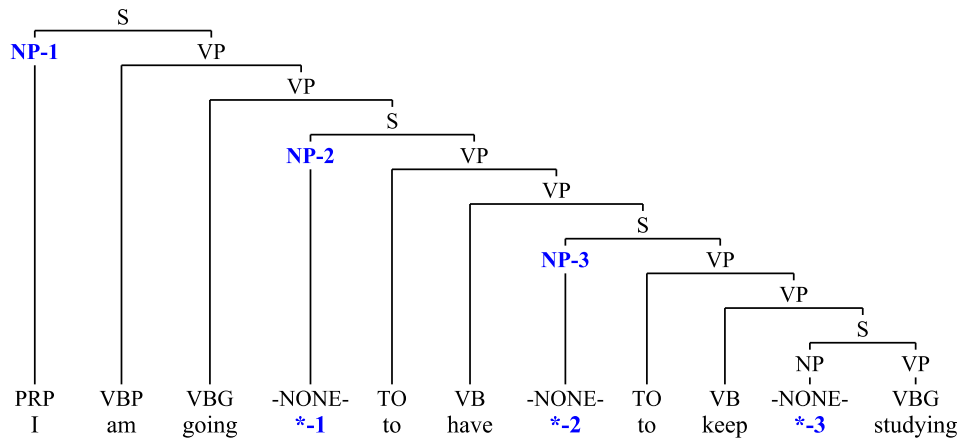 S
NP-1 VP
VP
S
NP-2 VP
VP
S
NP-3 VP
VP
S
NP VP
PRP VBP VBG -NONE- TO VB -NONE- TO VB -NONE- VBG
I am going *-1 to have *-2 to keep *-3 studying